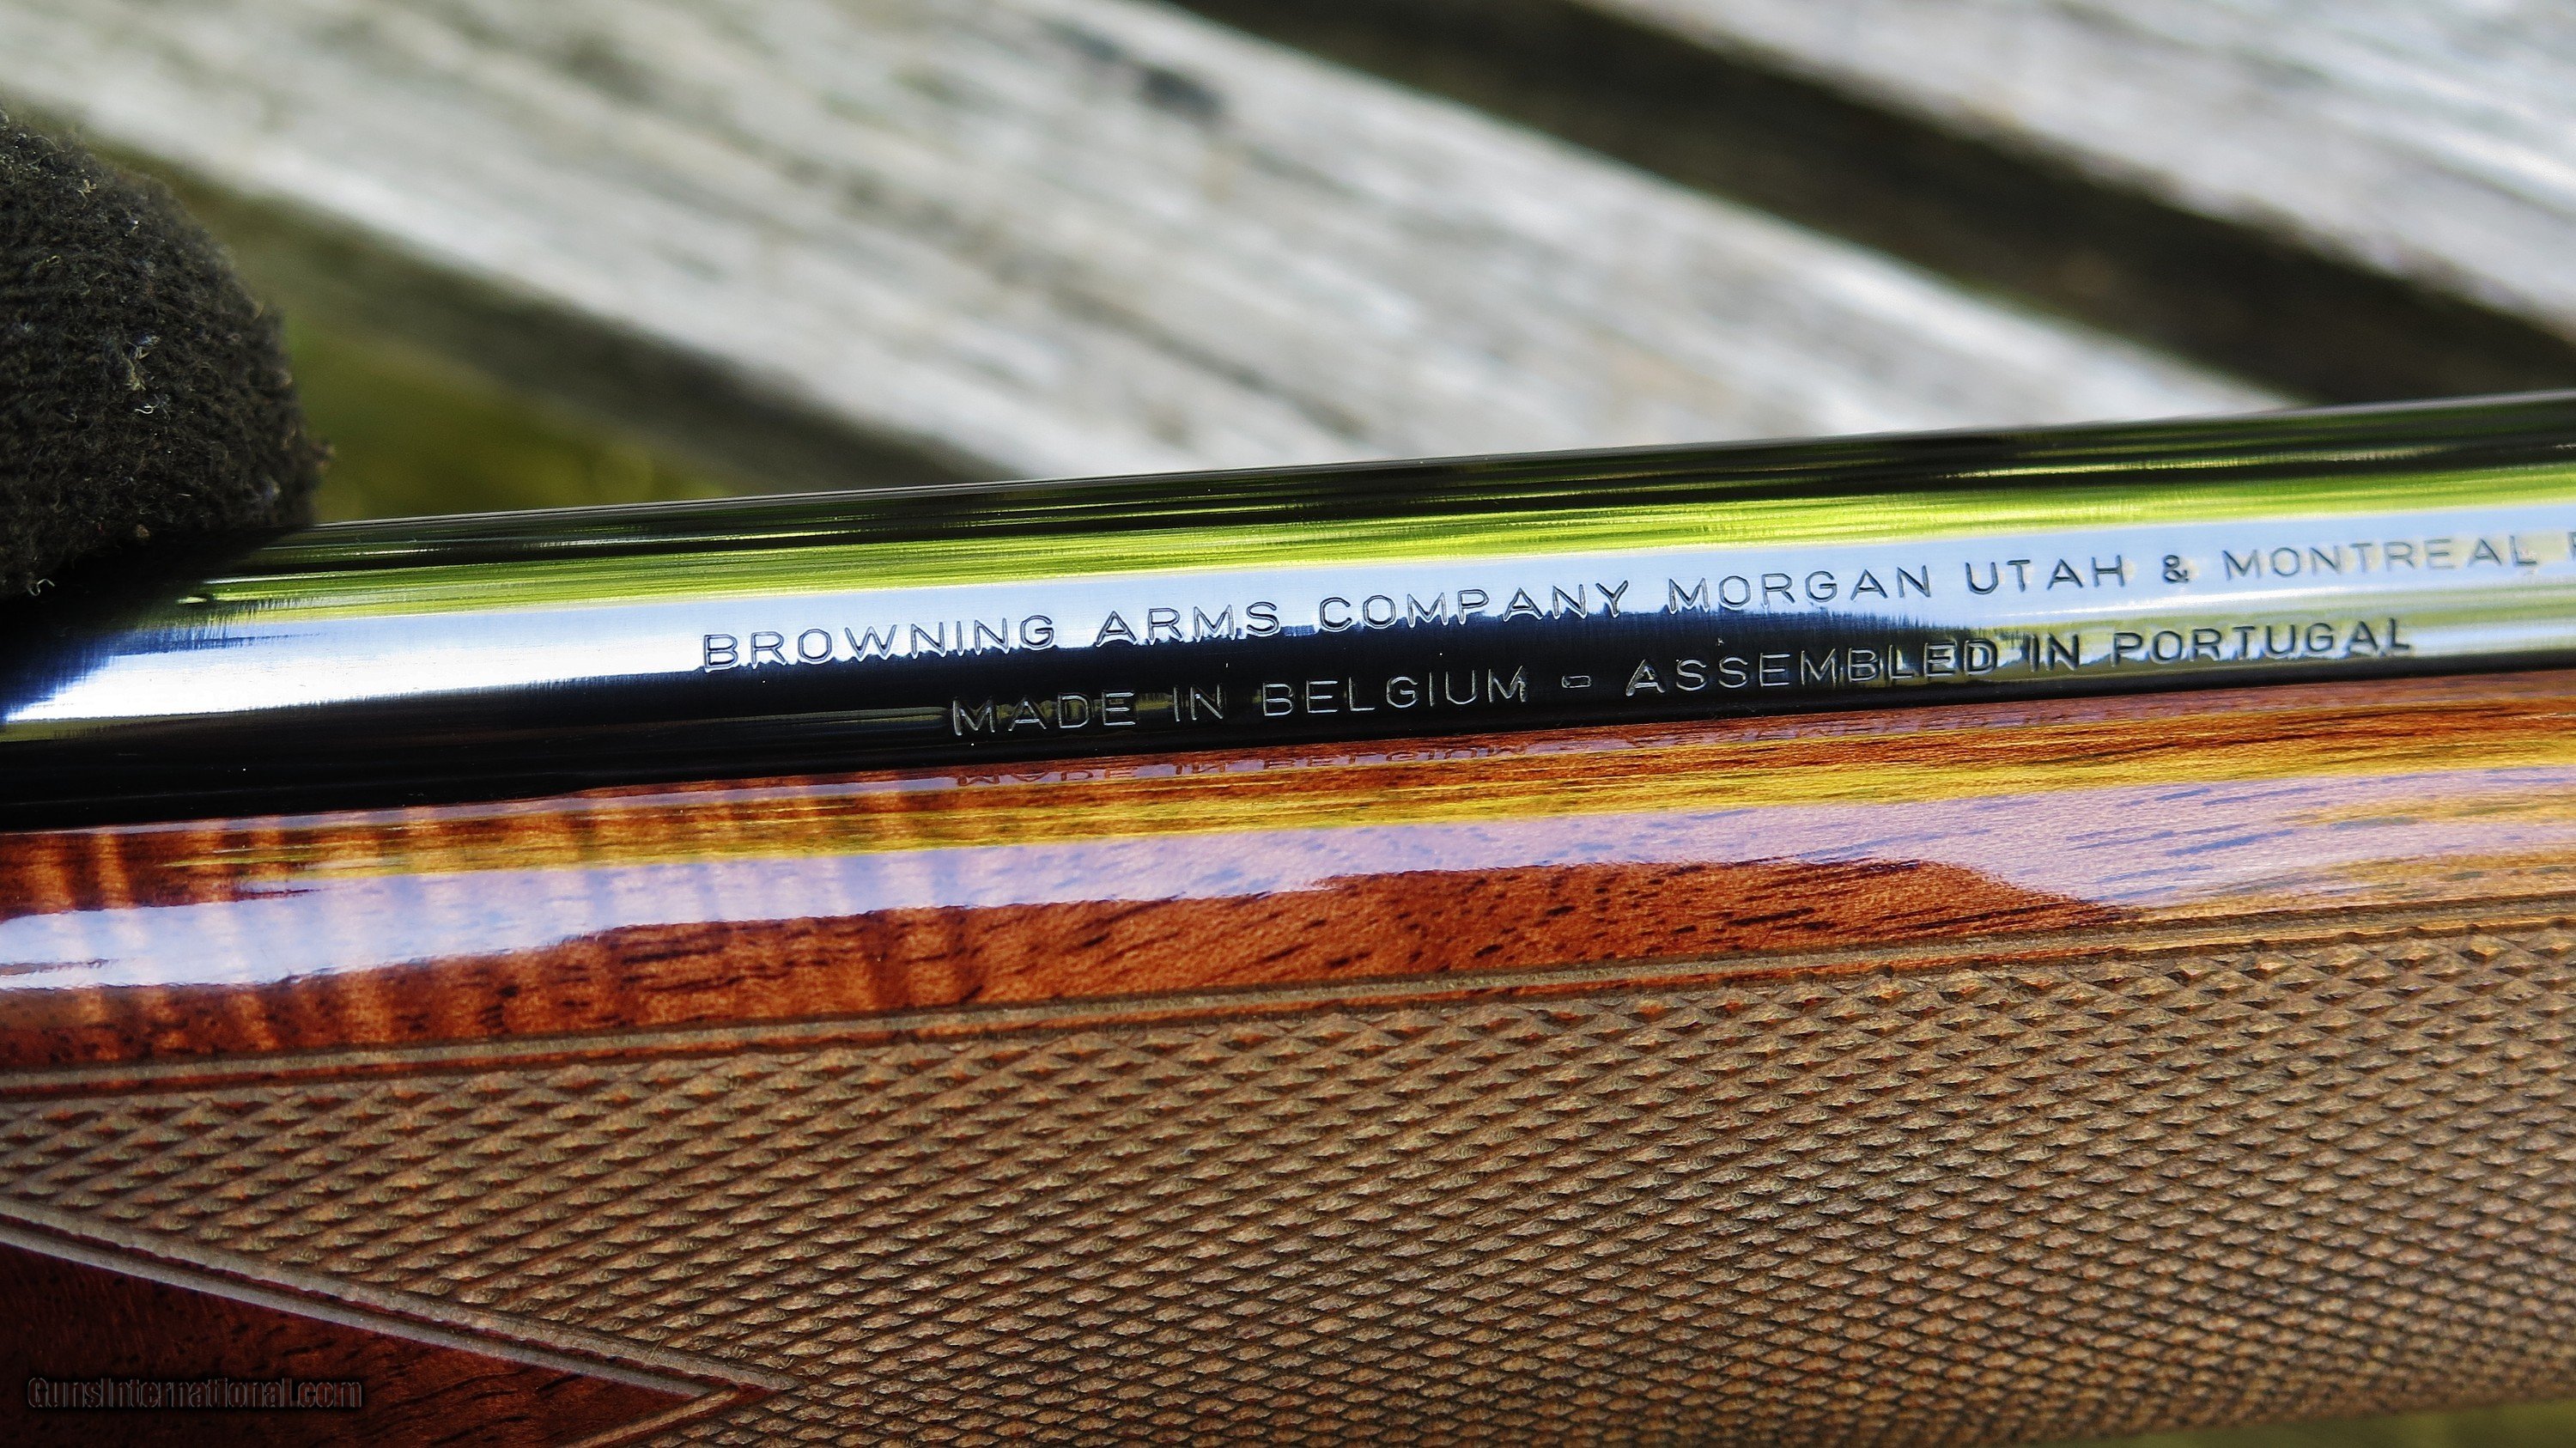 BROWNING ARMS COMPANY MORGAN UTAH & MONTREAL
MADE IN BELGIUM - ASSEMBLED IN PORTUGAL
GunsInternational.com